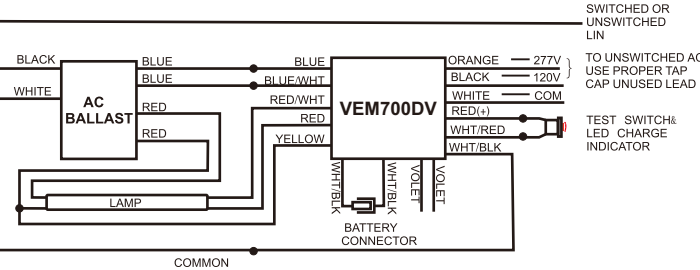 SWITCHED OR
UNSWITCHED
LIN
BLACK
WHITE
AC
BALLAST
BLUE
BLUE
RED
RED
BLUE
BLUE/WHT
RED/WHT
RED
YELLOW
VEM700DV
ORANGE — 277V
BLACK — 120V
WHITE — COM
RED(+)
WHT/RED
WHT/BLK
TO UNSWITCHED AC
USE PROPER TAP
CAP UNUSED LEAD
TEST SWITCH&
LED CHARGE
INDICATOR
LAMP
WHT/BLK
WHT/BLK
VOLET
VOLET
BATTERY
CONNECTOR
COMMON